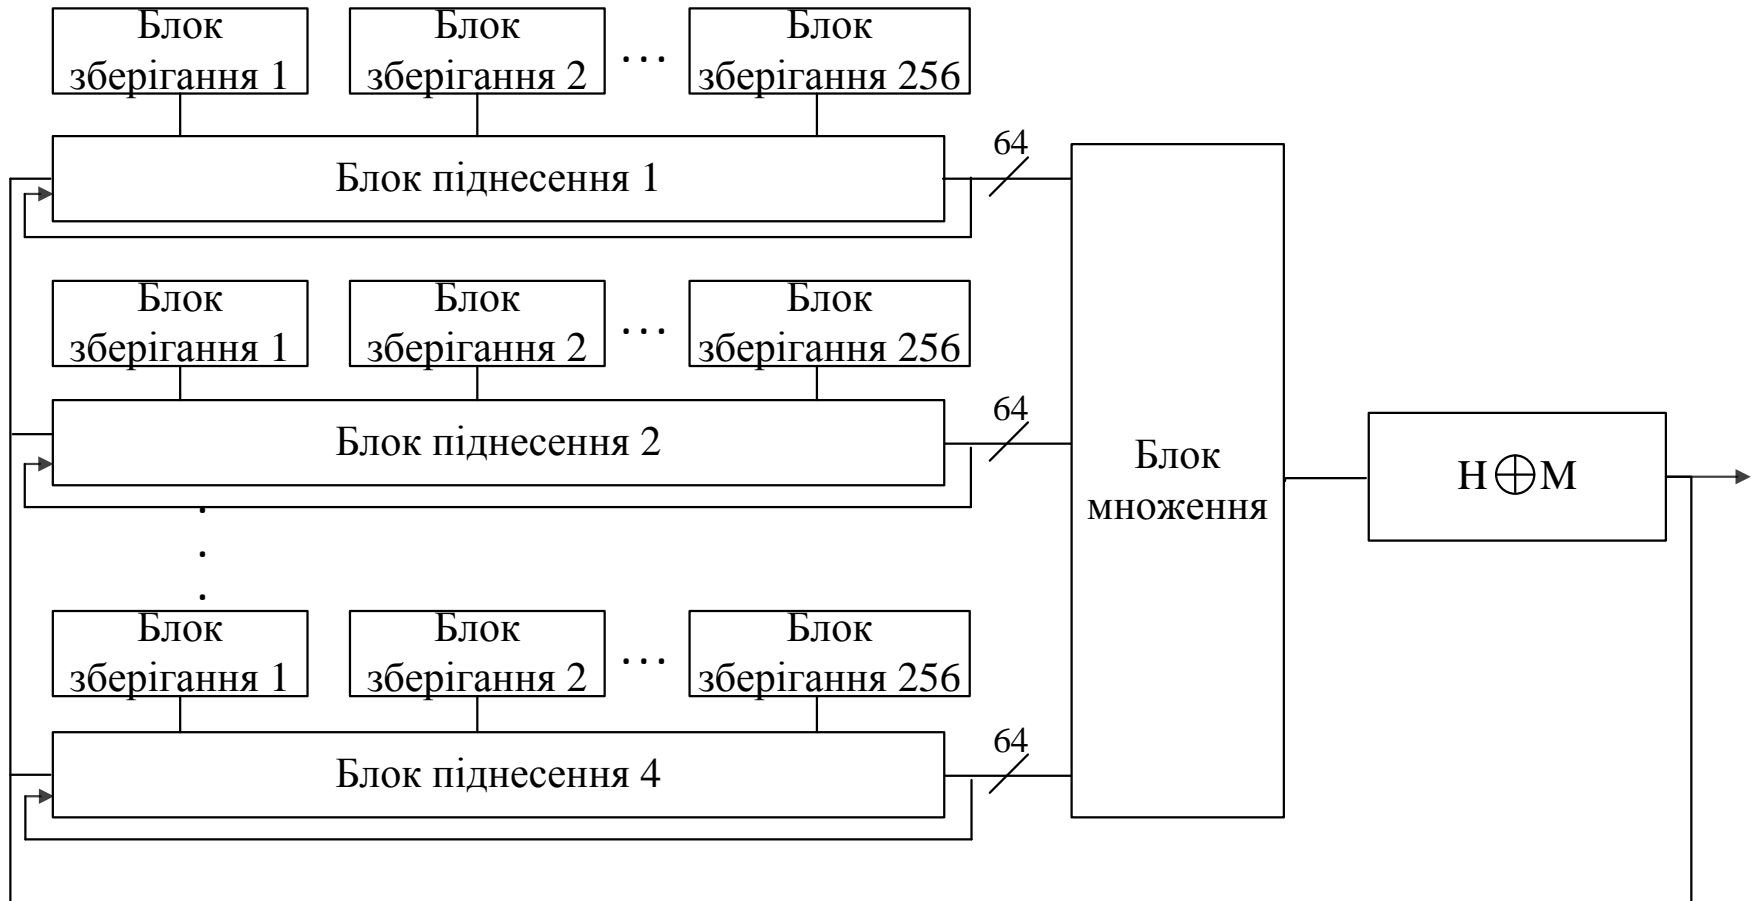 Блок
зберігання 1
Блок
зберігання 2
...
Блок
зберігання 256
Блок піднесення 1
64
Блок
зберігання 1
Блок
зберігання 2
...
Блок
зберігання 256
Блок піднесення 2
64
Блок
множення
H⊕M
.
.
.
Блок
зберігання 1
Блок
зберігання 2
...
Блок
зберігання 256
Блок піднесення 4
64